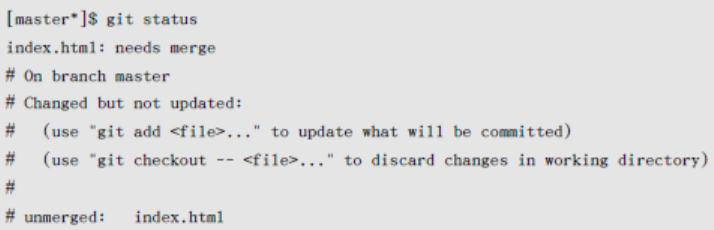 [master*]$ git status
index.html: needs merge
# On branch master
# Changed but not updated:
#   (use "git add <file>..." to update what will be committed)
#   (use "git checkout -- <file>..." to discard changes in working directory)
#
# unmerged:   index.html